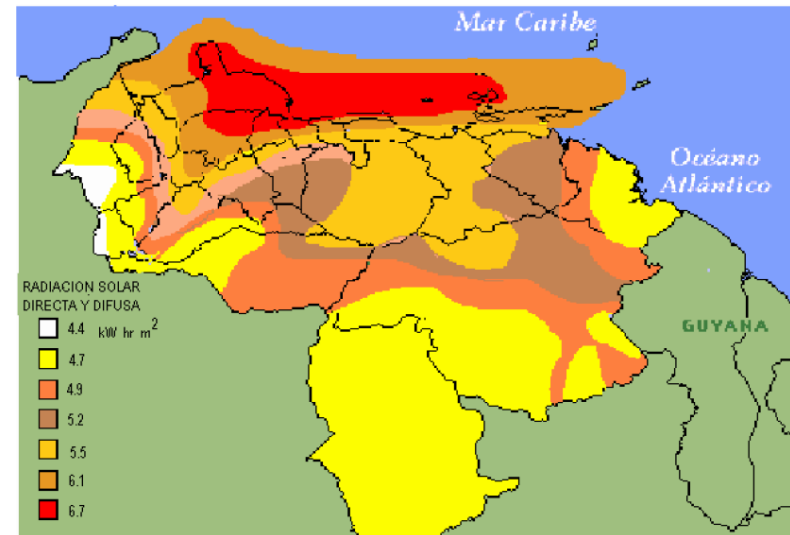 Mar Caribe
Océano
Atlántico
RADIACION SOLAR
DIRECTA Y DIFUSA
4.4 kW hr m²
4.7
4.9
5.2
5.5
6.1
6.7
GUYANA